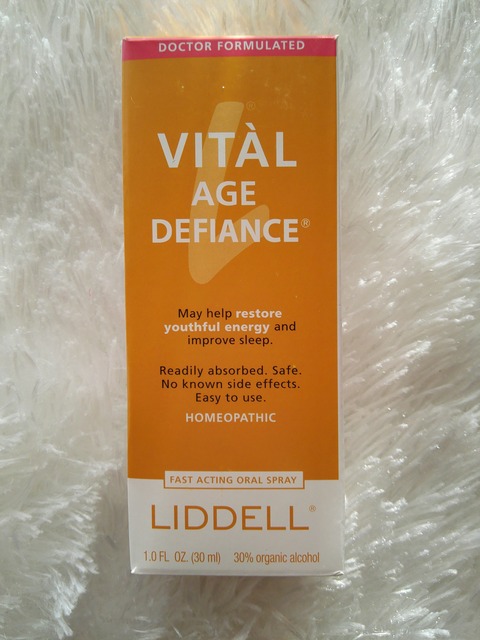 DOCTOR FORMULATED
®
VITÀL
AGE
DEFIANCE®
May help restore
youthful energy and
improve sleep.
Readily absorbed. Safe.
No known side effects.
Easy to use.
HOMEOPATHIC
FAST ACTING ORAL SPRAY
LIDDELL®
1.0 FL OZ. (30 ml) 30% organic alcohol